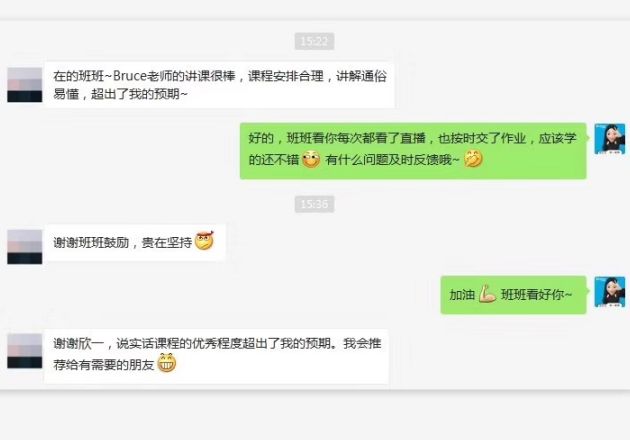 15:22
在的班班~Bruce老师的讲课很棒，课程安排合理，讲解通俗
易懂，超出了我的预期~
好的，班班看你每次都看了直播，也按时交了作业，应该学
的还不错 有什么问题及时反馈哦~
15:36
谢谢班班鼓励，贵在坚持
加油 班班看好你~
谢谢欣一，说实话课程的优秀程度超出了我的预期。我会推
荐给有需要的朋友